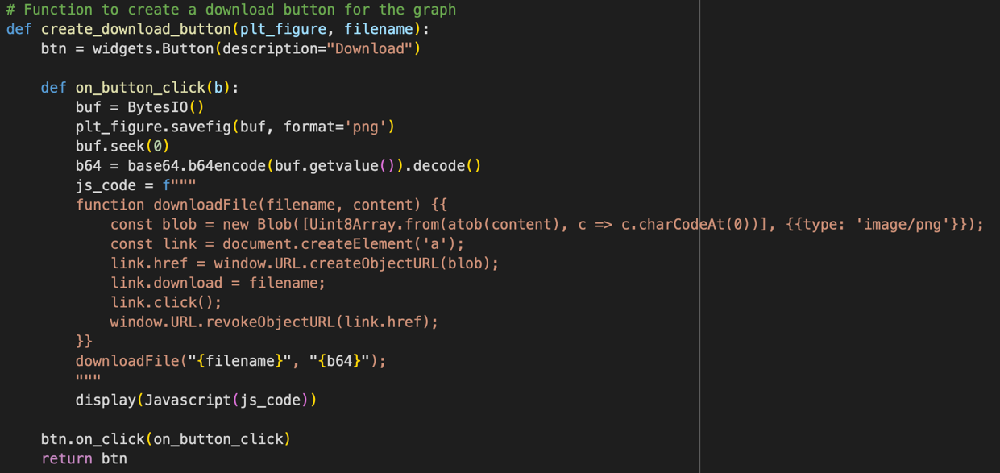 # Function to create a download button for the graph
def create_download_button(plt_figure, filename):
    btn = widgets.Button(description="Download")

    def on_button_click(b):
        buf = BytesIO()
        plt_figure.savefig(buf, format='png')
        buf.seek(0)
        b64 = base64.b64encode(buf.getvalue()).decode()
        js_code = f"""
        function downloadFile(filename, content) {{
            const blob = new Blob([Uint8Array.from(atob(content), c => c.charCodeAt(0))], {{type: 'image/png'}});
            const link = document.createElement('a');
            link.href = window.URL.createObjectURL(blob);
            link.download = filename;
            link.click();
            window.URL.revokeObjectURL(link.href);
        }}
        downloadFile("{filename}", "{b64}");
        """
        display(Javascript(js_code))

    btn.on_click(on_button_click)
    return btn